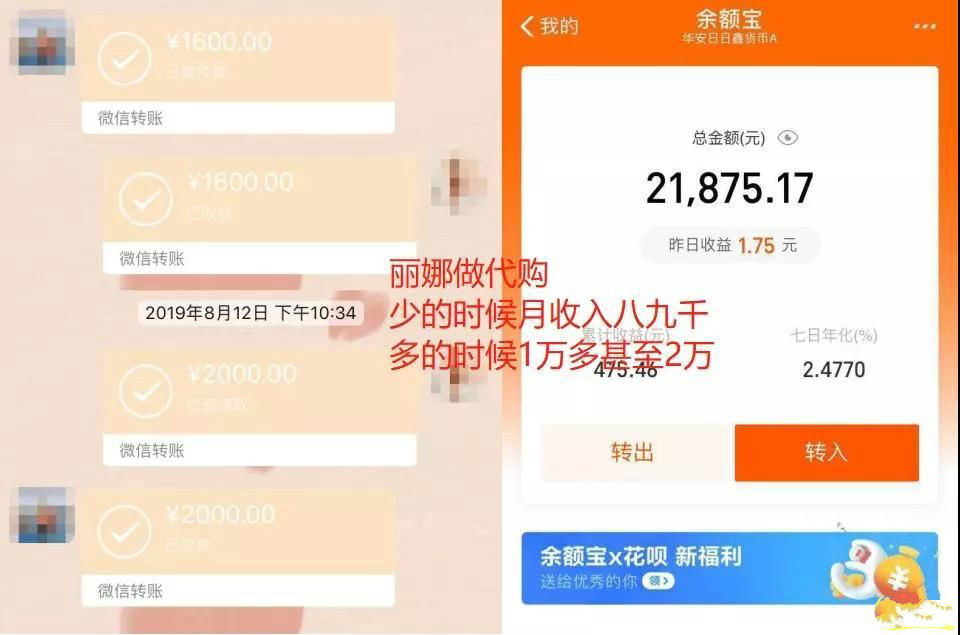 ¥1600.00
已被领取
微信转账
¥1600.00
已收款
微信转账
2019年8月12日 下午10:34
¥2000.00
已被领取
微信转账
¥2000.00
已收款
微信转账
丽娜做代购
少的时候月收入八九千
多的时候1万多甚至2万
我的
余额宝
华安日日鑫货币A
总金额(元)
21,875.17
昨日收益 1.75 元
累计收益(元)
475.46
七日年化(%)
2.4770
转出
转入
余额宝x花呗 新福利
送给优秀的你 领>